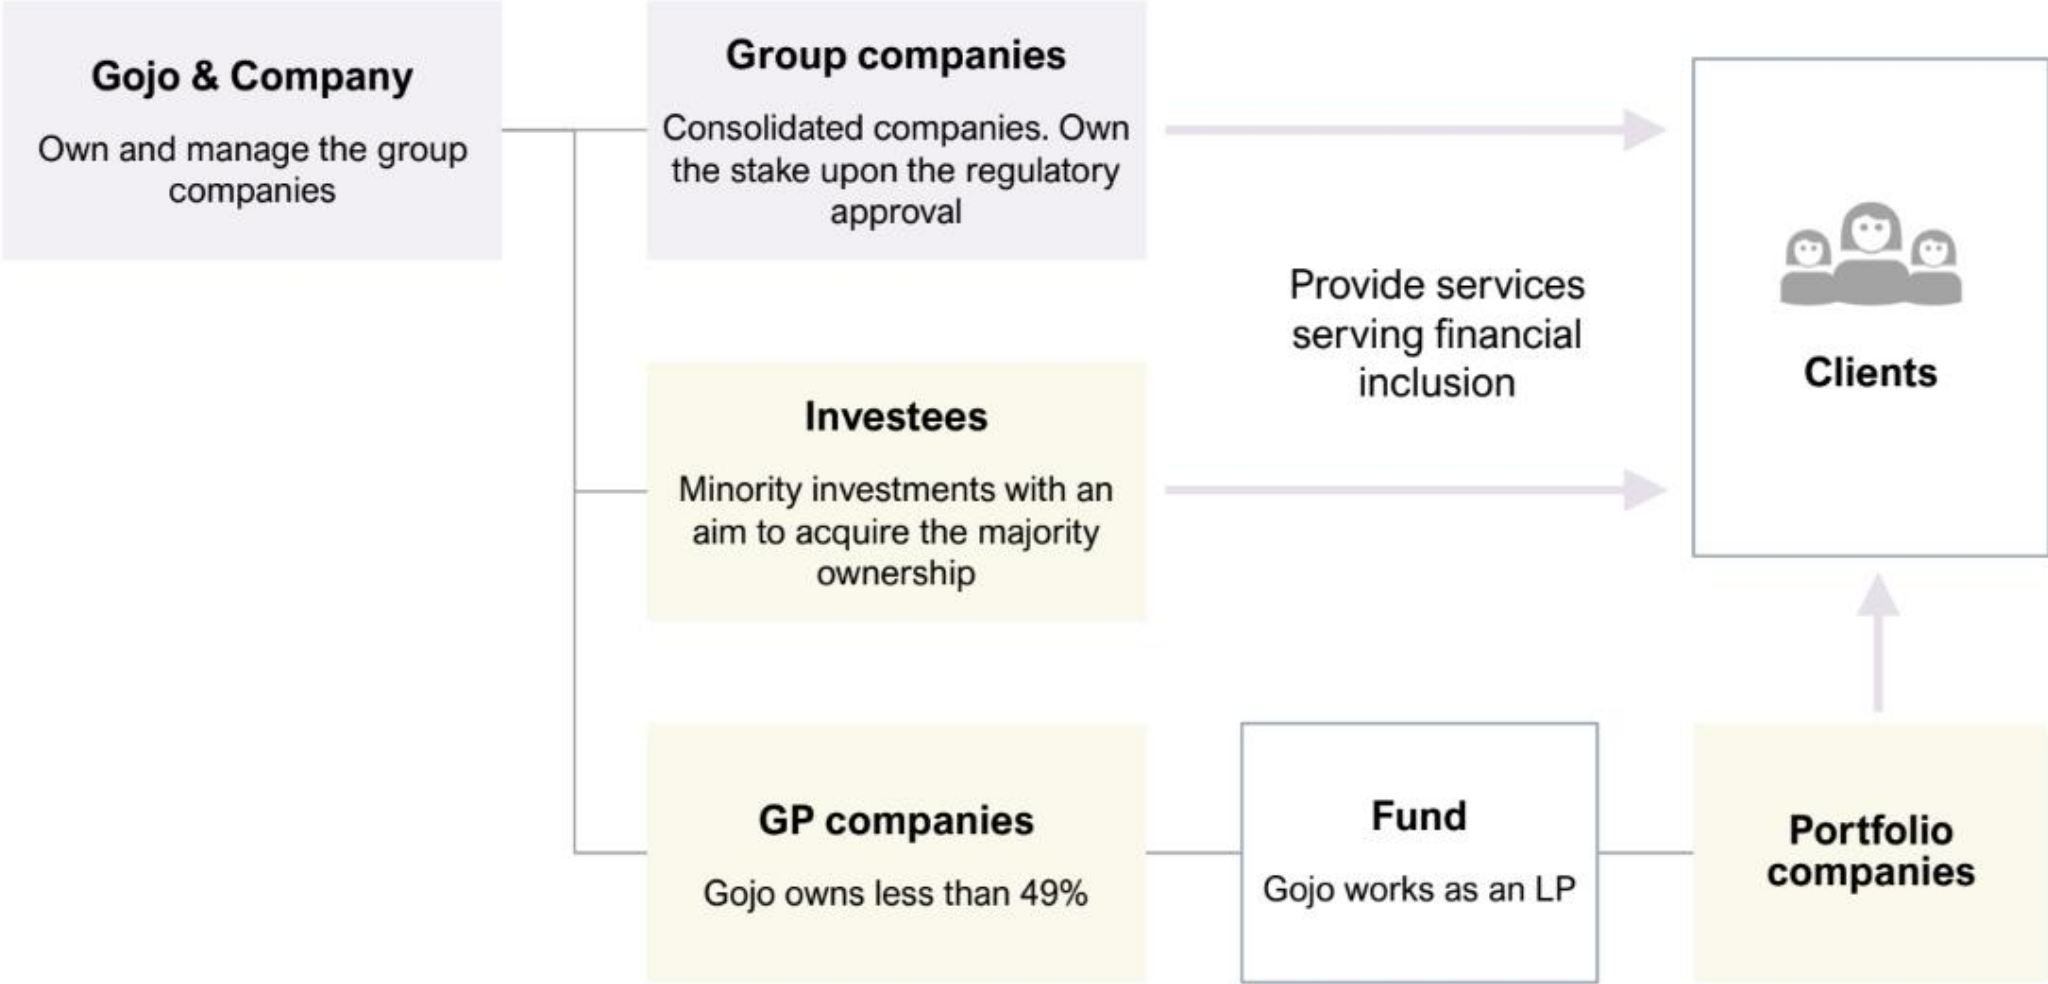 Gojo & Company
Own and manage the group
companies
Group companies
Consolidated companies. Own
the stake upon the regulatory
approval
Provide services
serving financial
inclusion
Clients
Investees
Minority investments with an
aim to acquire the majority
ownership
GP companies
Gojo owns less than 49%
Fund
Gojo works as an LP
Portfolio
companies